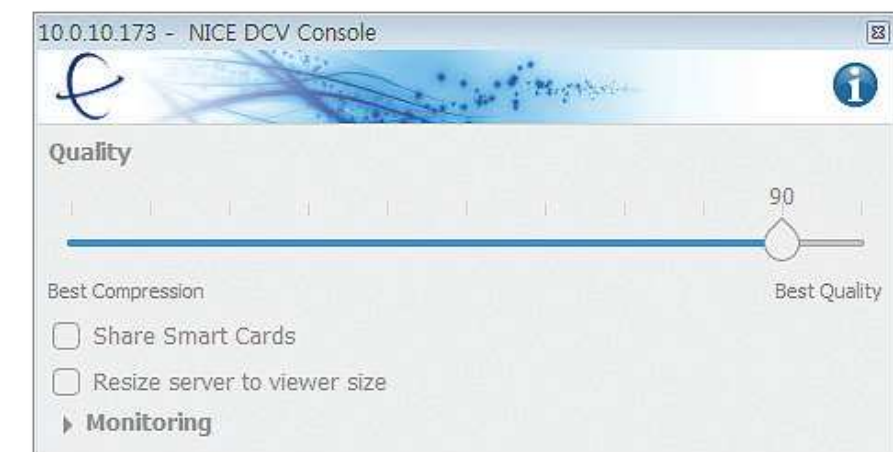 10.0.10.173 - NICE DCV Console
Quality
90
Best Compression
Best Quality
Share Smart Cards
Resize server to viewer size
Monitoring